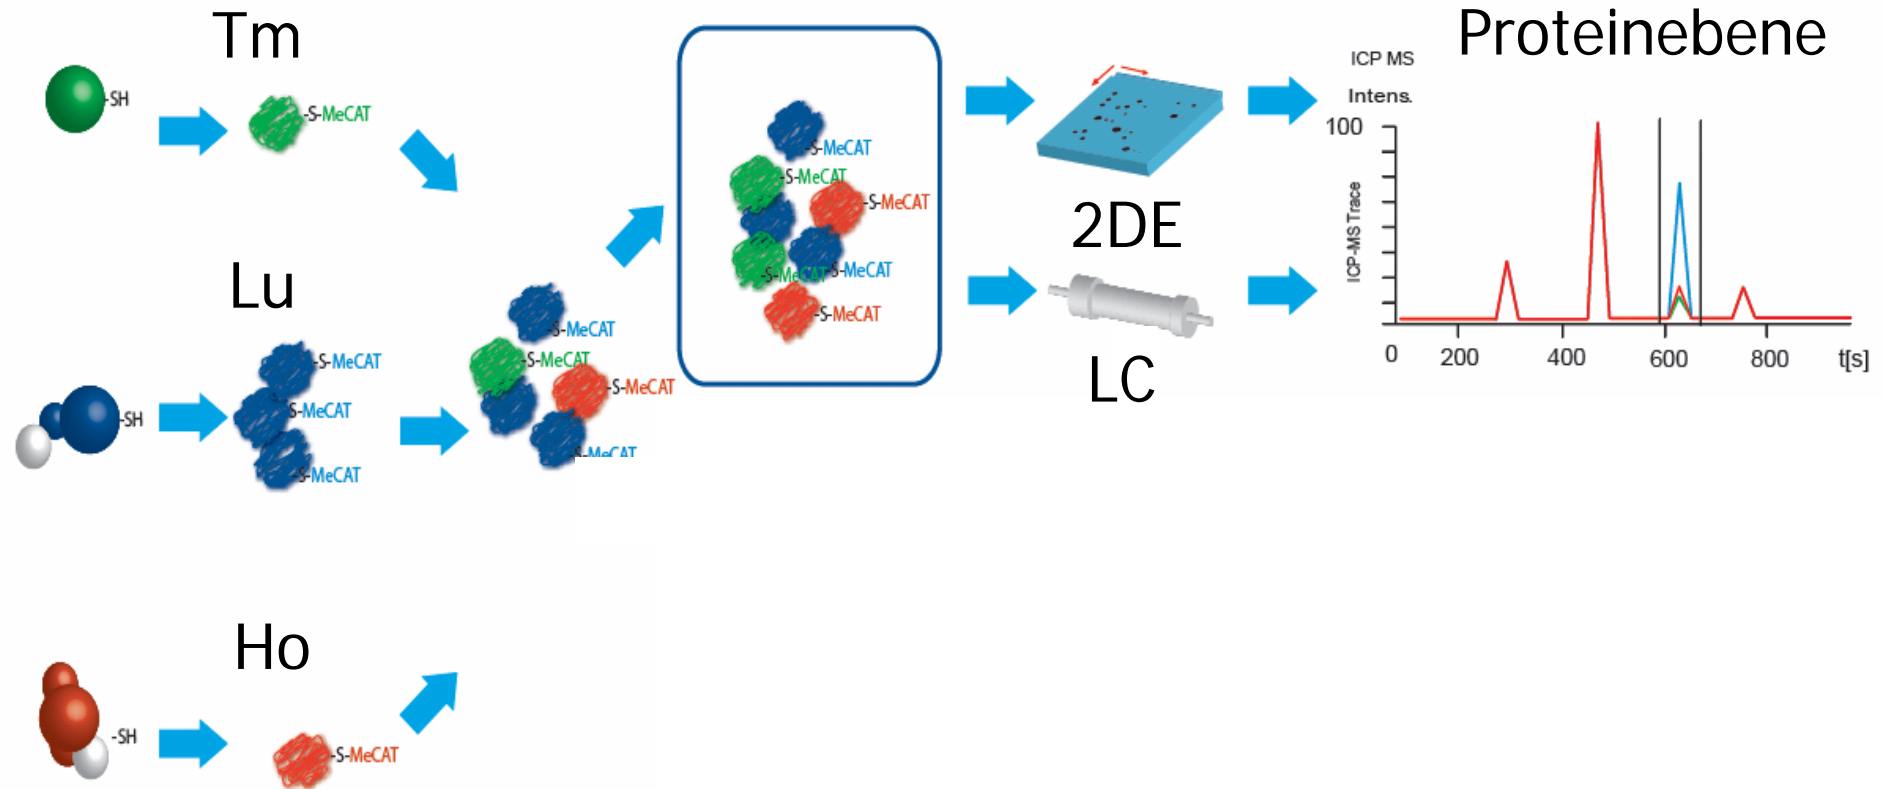 Tm
-SH
-S-MeCAT
Lu
-SH
-S-MeCAT
S-MeCAT
-S-MeCAT
Ho
-SH
-S-MeCAT
-S-MeCAT
-S-MeCAT
-S-MeCAT
-S-MeCAT
-S-MeCAT
-S-MeCAT
-S-MeCAT
-S-MeCAT
-S-MeCAT
-S-MeCAT
2DE
LC
Proteinebene
ICP MS
Intens.
100
ICP-MS Trace
0 200 400 600 800 t[s]